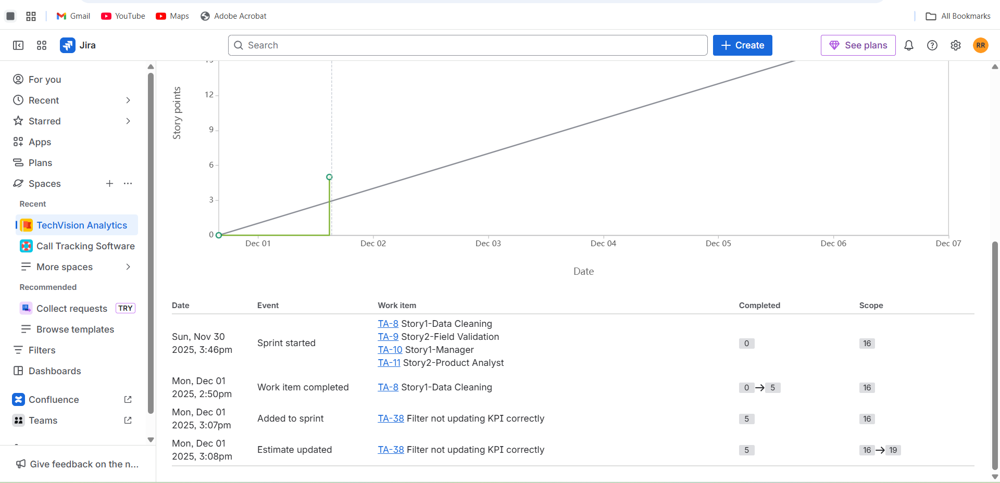 Gmail
YouTube
Maps
Adobe Acrobat
All Bookmarks
Jira
Search
Create
See plans
RR
For you
Recent
Starred
Apps
Plans
Spaces
Recent
TechVision Analytics
Call Tracking Software
More spaces
Recommended
Collect requests TRY
Browse templates
Filters
Dashboards
Confluence
Teams
Give feedback on the n...
Story points
12
9
6
3
0
Dec 01 Dec 02 Dec 03 Dec 04 Dec 05 Dec 06 Dec 07
Date
Date Event Work item Completed Scope
Sun, Nov 30
2025, 3:46pm
Sprint started
TA-8 Story1-Data Cleaning
TA-9 Story2-Field Validation
TA-10 Story1-Manager
TA-11 Story2-Product Analyst
0
16
Mon, Dec 01
2025, 2:50pm
Work item completed
TA-8 Story1-Data Cleaning
0 → 5
16
Mon, Dec 01
2025, 3:07pm
Added to sprint
TA-38 Filter not updating KPI correctly
5
16
Mon, Dec 01
2025, 3:08pm
Estimate updated
TA-38 Filter not updating KPI correctly
5
16 → 19